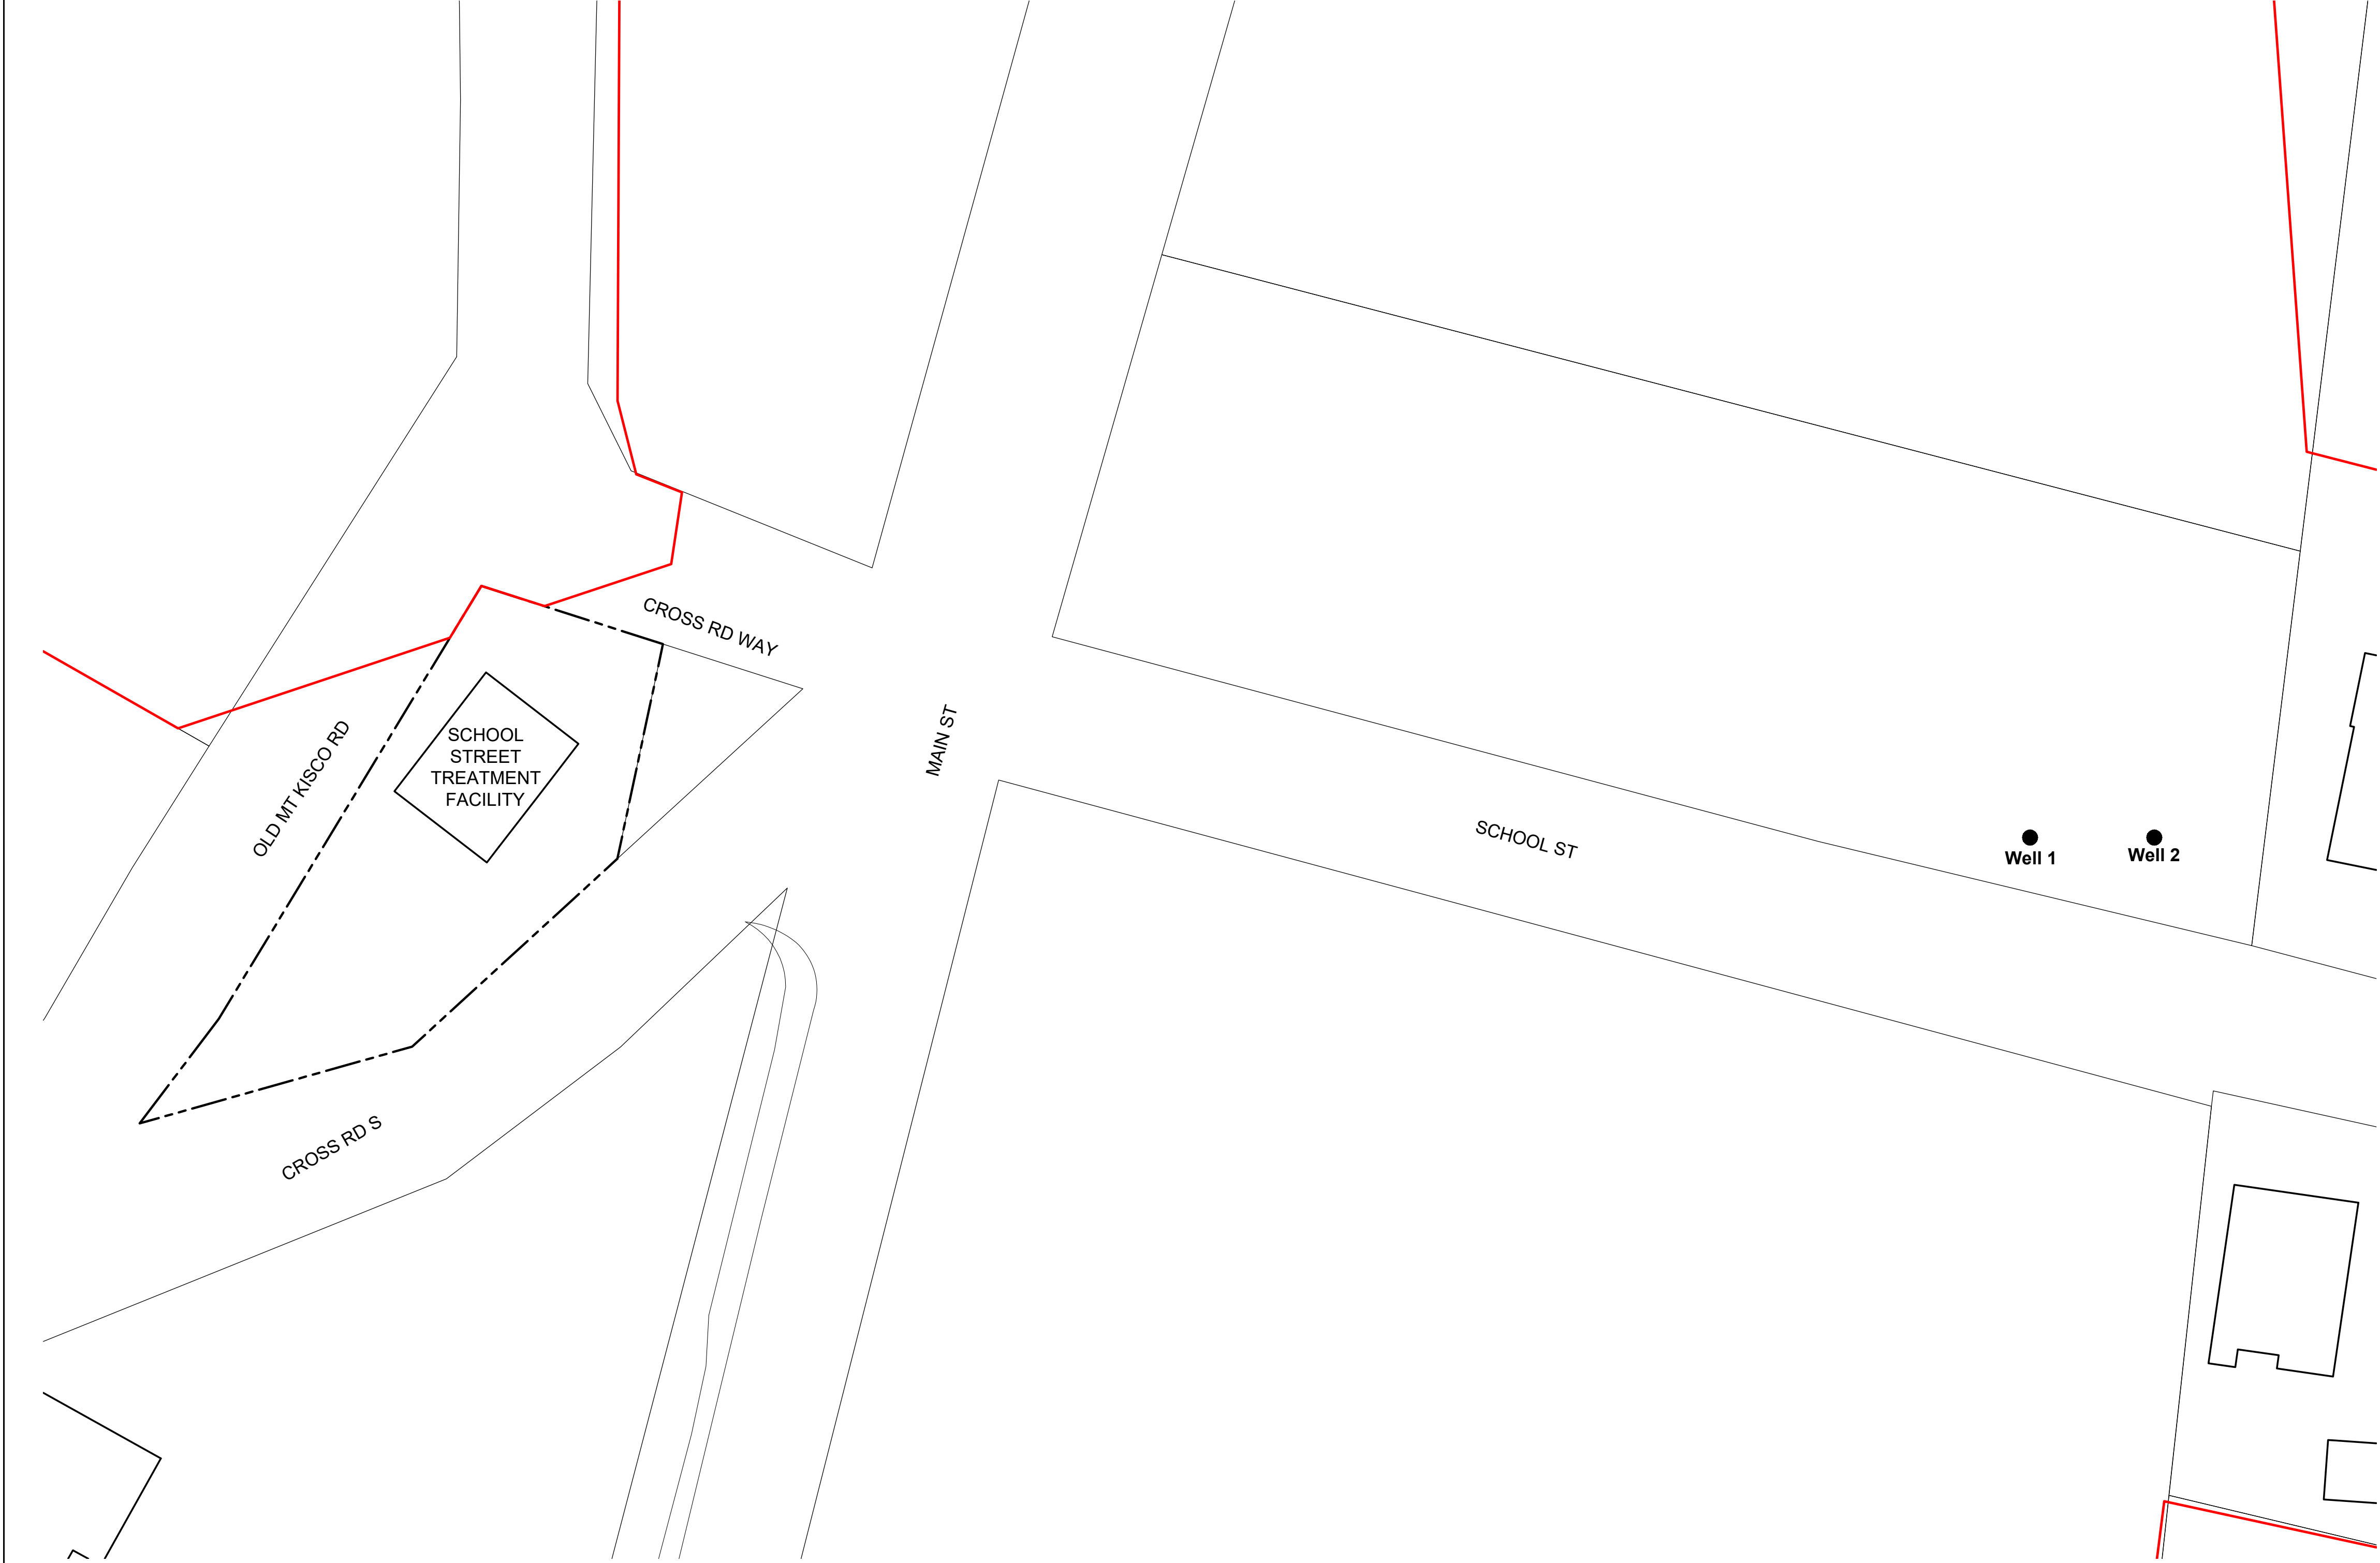 CROSS RD WAY
MAIN ST
OLD MT KISCO RD
SCHOOL
STREET
TREATMENT
FACILITY
SCHOOL ST
Well 1
Well 2
CROSS RD S